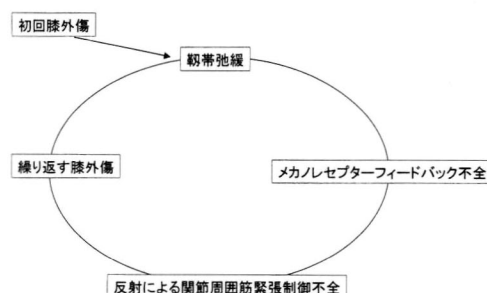 初回膝外傷
靱帯弛緩
繰り返す膝外傷
メカノレセプターフィードバック不全
反射による関節周囲筋緊張制御不全